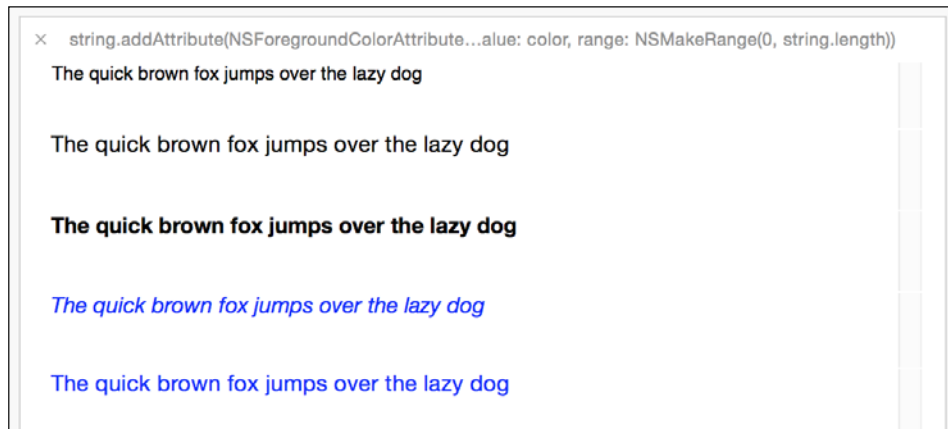 × string.addAttribute(NSForegroundColorAttribute…alue: color, range: NSMakeRange(0, string.length))
The quick brown fox jumps over the lazy dog
The quick brown fox jumps over the lazy dog
The quick brown fox jumps over the lazy dog
The quick brown fox jumps over the lazy dog
The quick brown fox jumps over the lazy dog